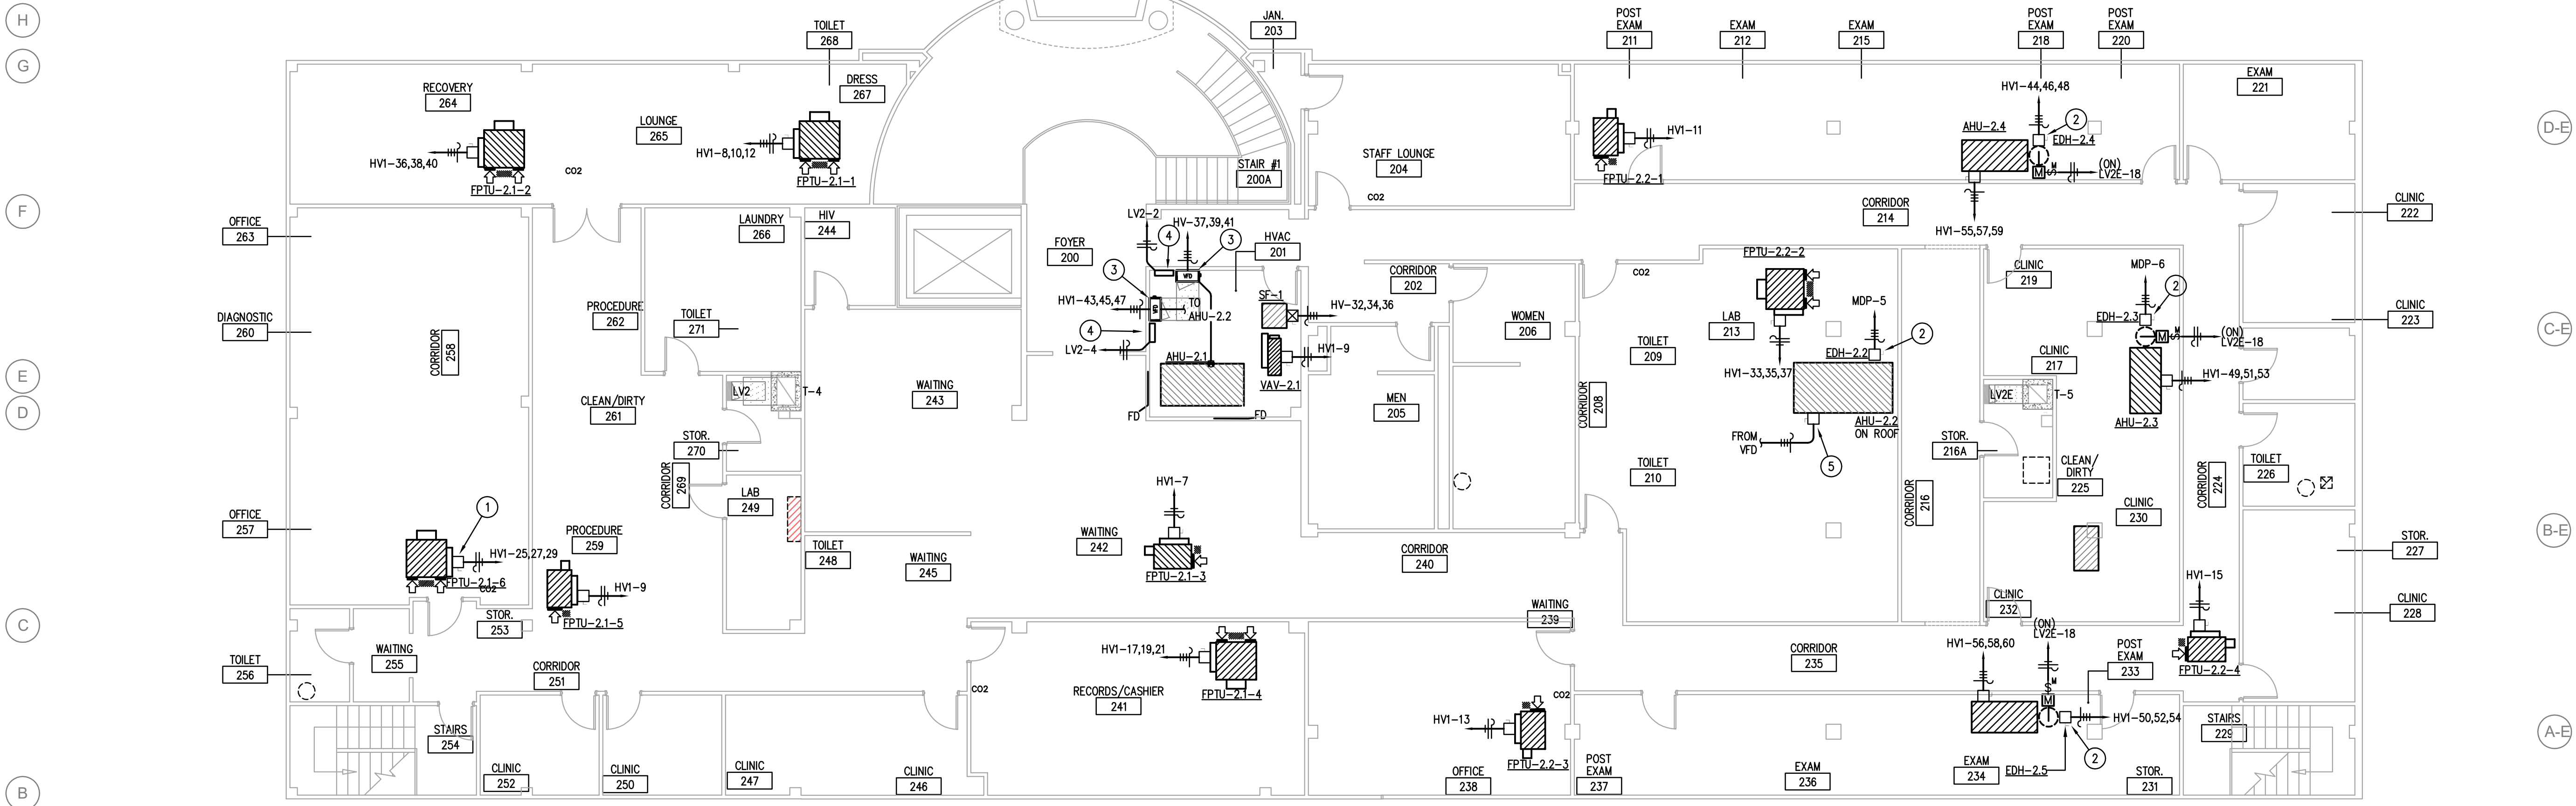 H
G
F
E
D
C
B
D-E
C-E
B-E
A-E
TOILET
268
JAN.
203
POST
EXAM
211
EXAM
212
EXAM
215
POST
EXAM
218
POST
EXAM
220
RECOVERY
264
DRESS
267
LOUNGE
265
EXAM
221
HV1-44,46,48
2
AHU-2.4
EDH-2.4
M
S
M
(ON)
LV2E-18
HV1-36,38,40
FPTU-2.1-2
CO2
HV1-8,10,12
FPTU-2.1-1
STAIR #1
200A
STAFF LOUNGE
204
CO2
HV1-11
FPTU-2.2-1
CORRIDOR
214
HV1-55,57,59
CLINIC
222
OFFICE
263
LAUNDRY
266
HIV
244
FOYER
200
LV2-2
4
HV-37,39,41
3
VFD
HVAC
201
CORRIDOR
202
CO2
FPTU-2.2-2
CLINIC
219
MDP-6
2
EDH-2.3
M
S
M
(ON)
LV2E-18
CLINIC
223
DIAGNOSTIC
260
CORRIDOR
258
PROCEDURE
262
TOILET
271
3
HV1-43,45,47
VFD
TO
AHU-2.2
4
LV2-4
SF-1
HV-32,34,36
HV1-9
VAV-2.1
AHU-2.1
FD
FD
WOMEN
206
TOILET
209
LAB
213
MDP-5
2
EDH-2.2
HV1-33,35,37
CLINIC
217
HV1-49,51,53
AHU-2.3
LV2
T-4
WAITING
243
CLEAN/DIRTY
261
STOR.
270
CORRIDOR
269
MEN
205
CORRIDOR
208
AHU-2.2
ON ROOF
FROM
VFD
5
LV2E
T-5
STOR.
216A
CLEAN/
DIRTY
225
CORRIDOR
224
TOILET
226
OFFICE
257
1
HV1-25,27,29
FPTU-2.1-6
CO2
PROCEDURE
259
HV1-9
FPTU-2.1-5
LAB
249
TOILET
248
WAITING
245
WAITING
242
HV1-7
FPTU-2.1-3
CORRIDOR
240
TOILET
210
CORRIDOR
216
CLINIC
230
STOR.
227
HV1-15
FPTU-2.2-4
CLINIC
228
STOR.
253
WAITING
255
TOILET
256
CORRIDOR
251
HV1-17,19,21
FPTU-2.1-4
CO2
RECORDS/CASHIER
241
WAITING
239
CO2
CORRIDOR
235
CLINIC
232
(ON)
LV2E-18
HV1-56,58,60
S
M
M
POST
EXAM
233
HV1-50,52,54
2
STAIRS
254
STAIRS
229
CLINIC
252
CLINIC
250
CLINIC
247
CLINIC
246
HV1-13
FPTU-2.2-3
OFFICE
238
POST
EXAM
237
EXAM
236
EXAM
234
EDH-2.5
STOR.
231